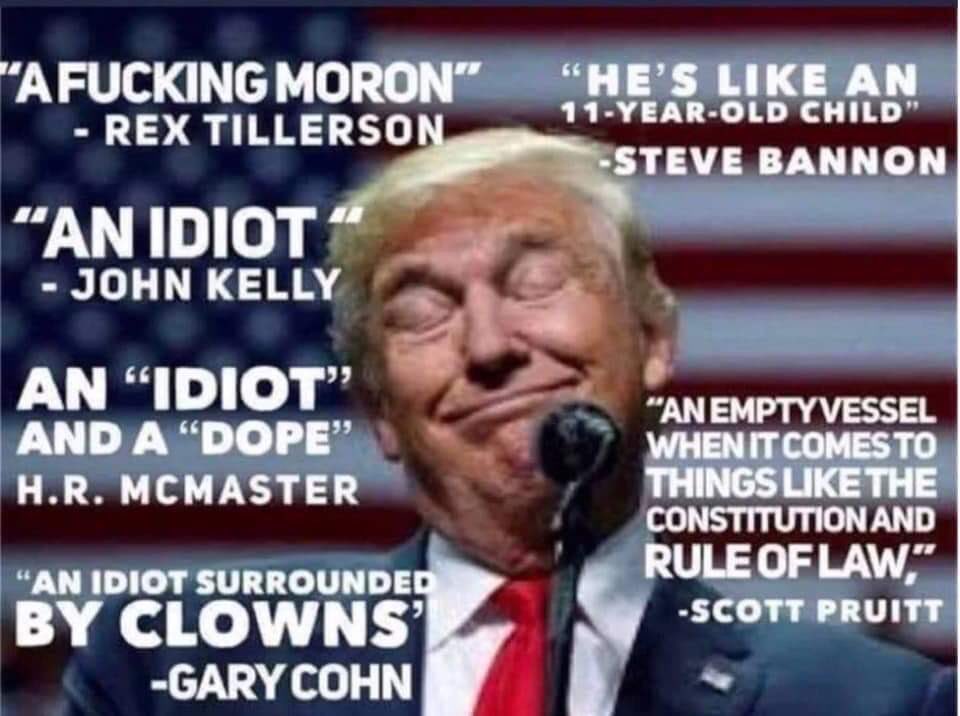 "A FUCKING MORON"
- REX TILLERSON
"HE'S LIKE AN
11-YEAR-OLD CHILD"
-STEVE BANNON
"AN IDIOT "
- JOHN KELLY
AN "IDIOT"
AND A "DOPE"
H.R. MCMASTER
"AN EMPTY VESSEL
WHEN IT COMES TO
THINGS LIKE THE
CONSTITUTION AND
RULE OF LAW,"
-SCOTT PRUITT
"AN IDIOT SURROUNDED
BY CLOWNS"
-GARY COHN